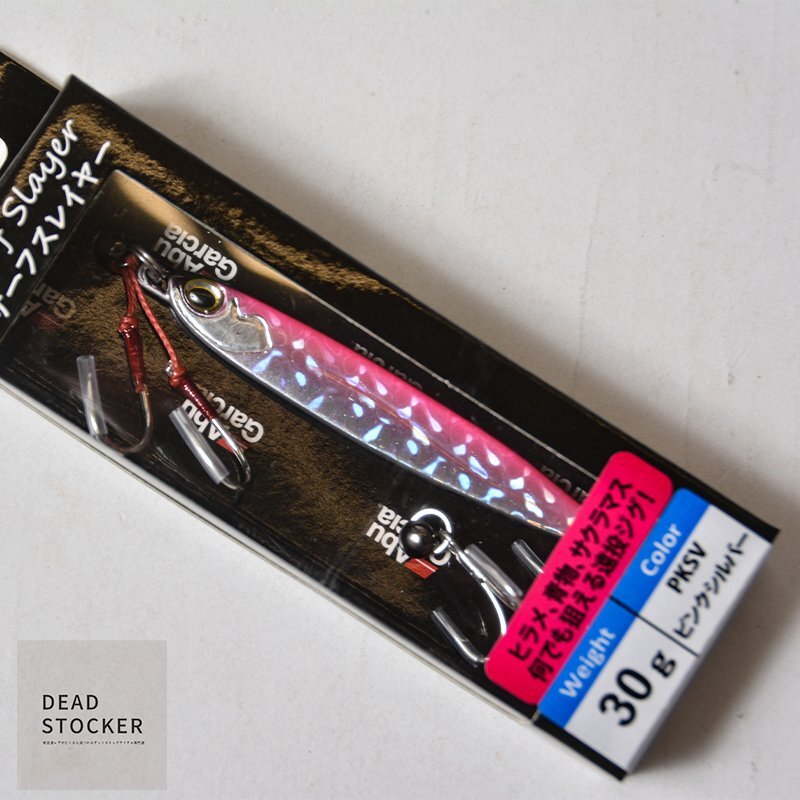 Slayer
ーフスレイヤー
Abu
Garcia
Abu
Garcia
Abu
Garcia
ヒラメ、青物、サクラマス
何でも狙える遠投ジグ!
Color
PKSV
ピンクシルバー
Weight
30g
DEAD
STOCKER